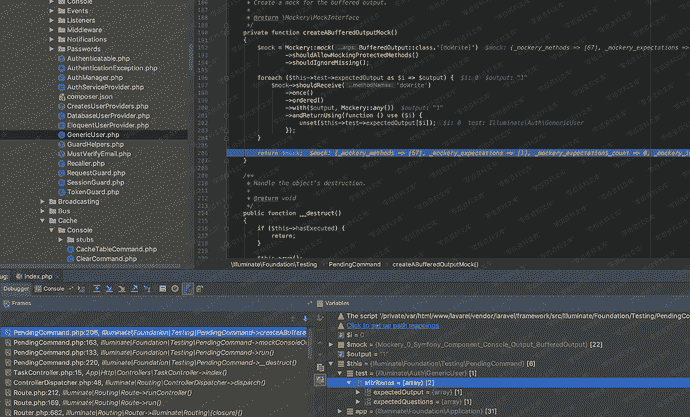 Console
Events
Listeners
Middleware
Notifications
Passwords
Authenticatable.php
AuthenticationException.php
AuthManager.php
AuthServiceProvider.php
composer.json
CreatesUserProviders.php
DatabaseUserProvider.php
EloquentUserProvider.php
GenericUser.php
GuardHelpers.php
MustVerifyEmail.php
Recaller.php
RequestGuard.php
SessionGuard.php
TokenGuard.php
Broadcasting
Bus
Cache
Console
stubs
CacheTableCommand.php
ClearCommand.php
* Create a mock for the buffered output.
*
* @return \Mockery\MockInterface
*/
private function createABufferedOutputMock()
{
$mock = Mockery::mock( ...args: BufferedOutput::class.'[doWrite]') $mock: {_mockery_methods => [67], _mockery_expectations =>
->shouldAllowMockingProtectedMethods()
->shouldIgnoreMissing();
foreach ($this->test->expectedOutput as $i => $output) { $i: 0 $output: "1"
$mock->shouldReceive( ...methodNames: 'doWrite')
->once()
->ordered()
->with($output, Mockery::any()) $output: "1"
->andReturnUsing(function () use ($i) {
unset($this->test->expectedOutput[$i]); $i: 0 test: Illuminate\Auth\GenericUser
});
}
return $mock; $mock: {_mockery_methods => [67], _mockery_expectations => [1], _mockery_expectations_count => 0,
}
/**
* Handle the object's destruction.
*
* @return void
*/
public function __destruct()
{
if ($this->hasExecuted) {
return;
}
\Illuminate\Foundation\Testing PendingCommand createABufferedOutputMock()
index.php
Debugger Console
Frames Variables
PendingCommand.php:206, Illuminate\Foundation\Testing\PendingCommand->createABuffere
PendingCommand.php:163, Illuminate\Foundation\Testing\PendingCommand->mockConsoleOu
PendingCommand.php:133, Illuminate\Foundation\Testing\PendingCommand->run()
PendingCommand.php:220, Illuminate\Foundation\Testing\PendingCommand->__destruct()
TaskController.php:15, App\Http\Controllers\TaskController->index()
ControllerDispatcher.php:48, Illuminate\Routing\ControllerDispatcher->dispatch()
Route.php:212, Illuminate\Routing\Route->runController()
Route.php:169, Illuminate\Routing\Route->run()
Router.php:682, Illuminate\Routing\Router->Illuminate\Routing\{closure}()
The script '/private/var/html/www/lavarel/vendor/laravel/framework/src/Illuminate/Foundation/Testing/PendingCo
Click to set up path mappings
$i = 0
$mock = {Mockery_0_Symfony_Component_Console_Output_BufferedOutput} [22]
$output = "1"
$this = {Illuminate\Foundation\Testing\PendingCommand} [6]
test = {Illuminate\Auth\GenericUser} [1]
attributes = {array} [2]
expectedOutput = {array} [1]
expectedQuestions = {array} [1]
app = {Illuminate\Foundation\Application} [31]